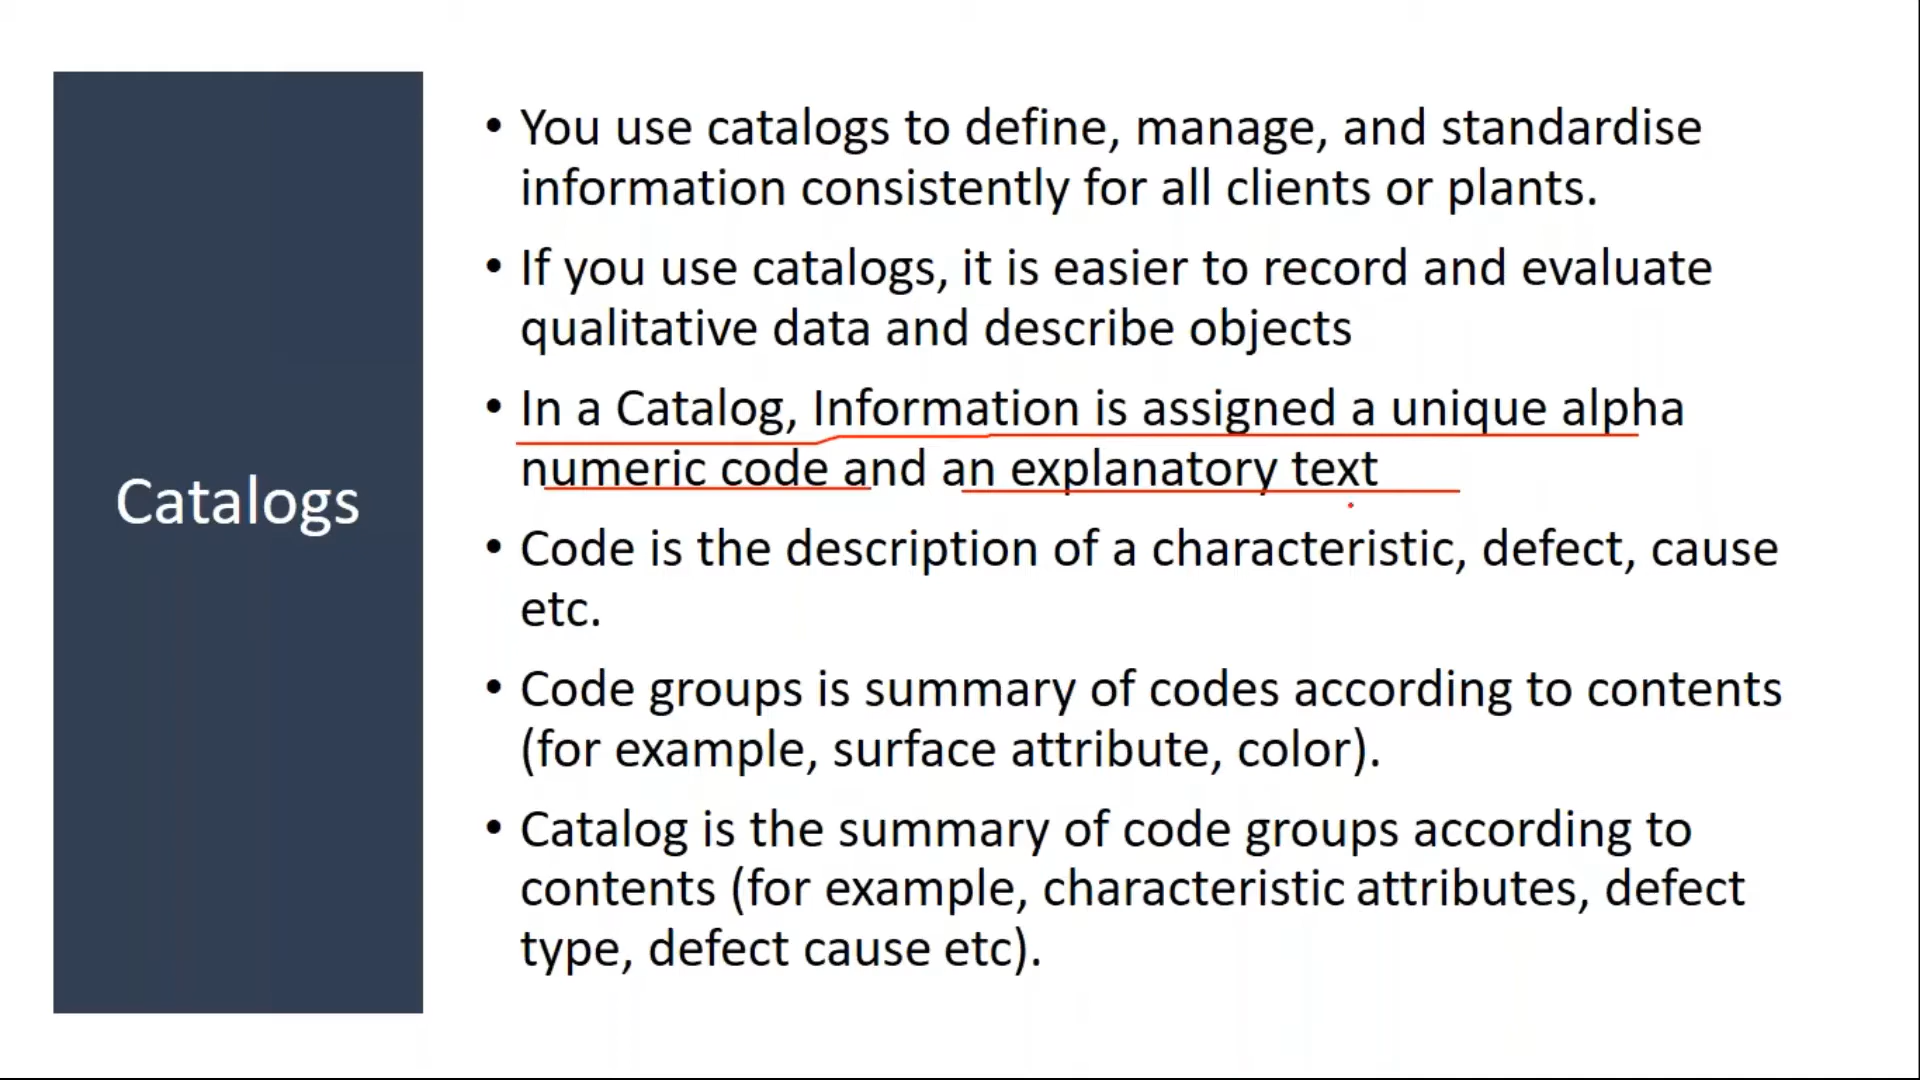 Catalogs
• You use catalogs to define, manage, and standardise
information consistently for all clients or plants.
• If you use catalogs, it is easier to record and evaluate
qualitative data and describe objects
• In a Catalog, Information is assigned a unique alpha
numeric code and an explanatory text
• Code is the description of a characteristic, defect, cause
etc.
• Code groups is summary of codes according to contents
(for example, surface attribute, color).
• Catalog is the summary of code groups according to
contents (for example, characteristic attributes, defect
type, defect cause etc).